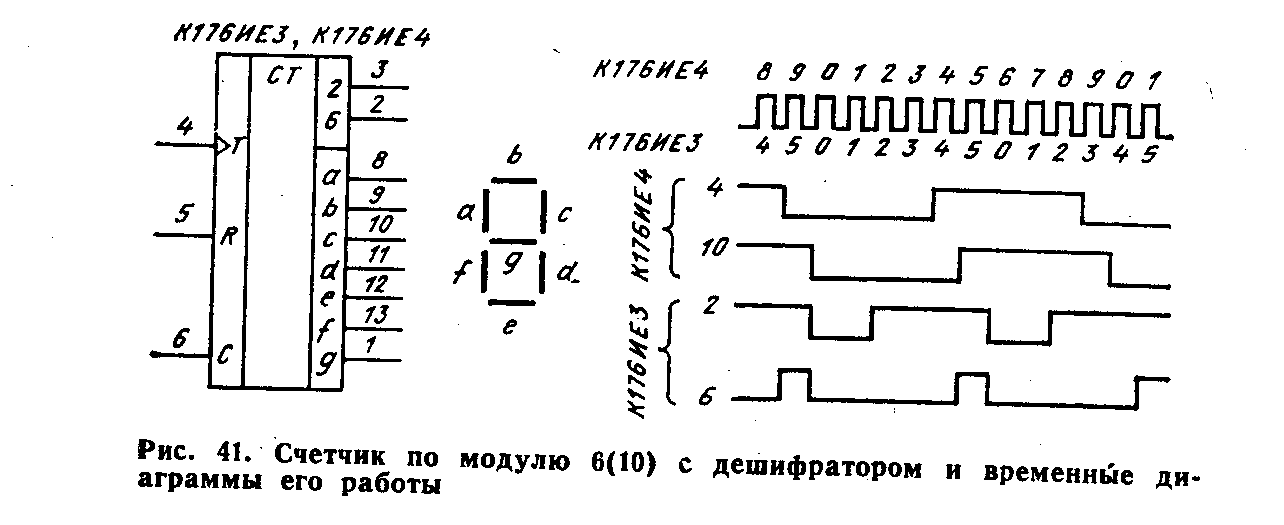 К176ИЕ3, К176ИЕ4
СТ
2 3
6 2
4 T
5 R
6 C
a 8
b 9
c 10
d 11
e 12
f 13
g 1
b
a c
g
f d
e
К176ИЕ4 8 9 0 1 2 3 4 5 6 7 8 9 0 1
К176ИЕ3 4 5 0 1 2 3 4 5 0 1 2 3 4 5
К176ИЕ4
4
10
К176ИЕ3
2
6
Рис. 41. Счетчик по модулю 6(10) с дешифратором и временные ди-
аграммы его работы